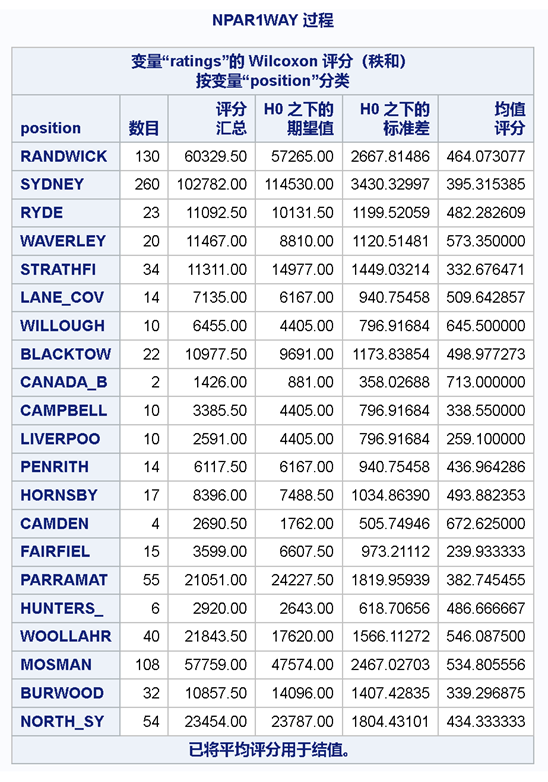 NPAR1WAY 过程
变量“ratings”的 Wilcoxon 评分（秩和）
按变量“position”分类
position 数目 评分汇总 H0 之下的期望值 H0 之下的标准差 均值评分
RANDWICK 130 60329.50 57265.00 2667.81486 464.073077
SYDNEY 260 102782.00 114530.00 3430.32997 395.315385
RYDE 23 11092.50 10131.50 1199.52059 482.282609
WAVERLEY 20 11467.00 8810.00 1120.51481 573.350000
STRATHFI 34 11311.00 14977.00 1449.03214 332.676471
LANE_COV 14 7135.00 6167.00 940.75458 509.642857
WILLOUGH 10 6455.00 4405.00 796.91684 645.500000
BLACKTOW 22 10977.50 9691.00 1173.83854 498.977273
CANADA_B 2 1426.00 881.00 358.02688 713.000000
CAMPBELL 10 3385.50 4405.00 796.91684 338.550000
LIVERPOO 10 2591.00 4405.00 796.91684 259.100000
PENRITH 14 6117.50 6167.00 940.75458 436.964286
HORNSBY 17 8396.00 7488.50 1034.86390 493.882353
CAMDEN 4 2690.50 1762.00 505.74946 672.625000
FAIRFIEL 15 3599.00 6607.50 973.21112 239.933333
PARRAMAT 55 21051.00 24227.50 1819.95939 382.745455
HUNTERS_ 6 2920.00 2643.00 618.70656 486.666667
WOOLLAHR 40 21843.50 17620.00 1566.11272 546.087500
MOSMAN 108 57759.00 47574.00 2467.02703 534.805556
BURWOOD 32 10857.50 14096.00 1407.42835 339.296875
NORTH_SY 54 23454.00 23787.00 1804.43101 434.333333
已将平均评分用于结值。